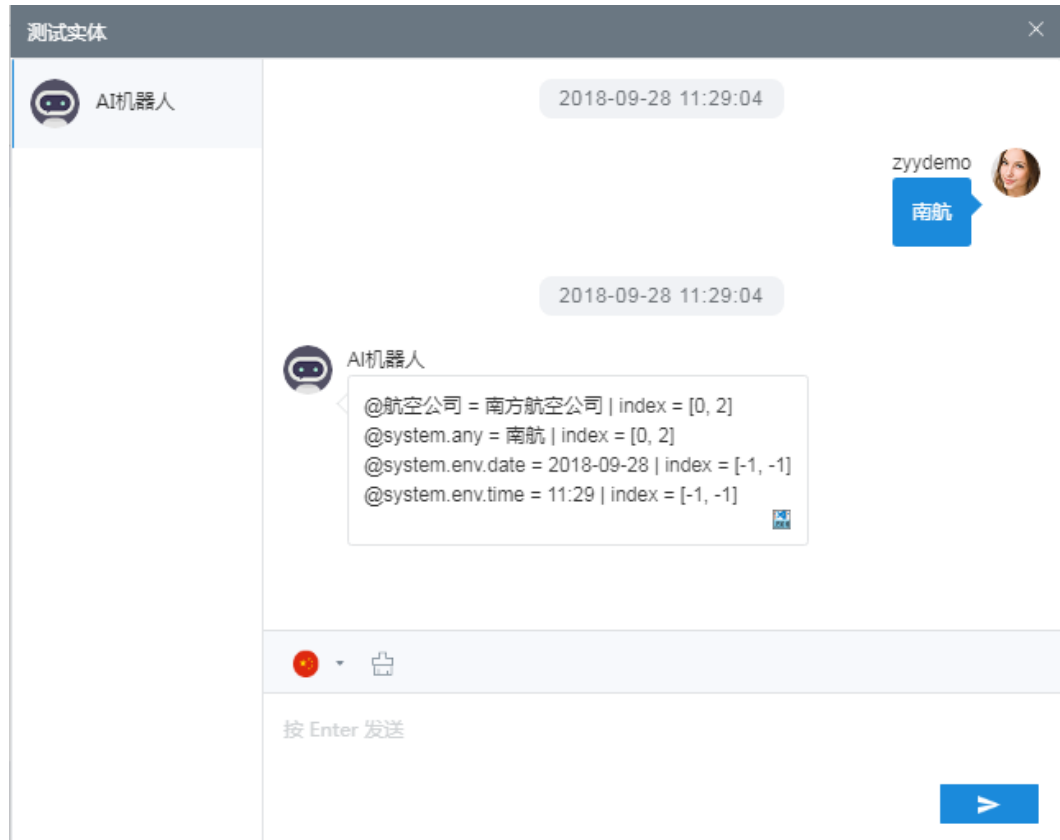 测试实体
AI机器人
2018-09-28 11:29:04
zyydemo
南航
2018-09-28 11:29:04
AI机器人
@航空公司 = 南方航空公司 | index = [0, 2]
@system.any = 南航 | index = [0, 2]
@system.env.date = 2018-09-28 | index = [-1, -1]
@system.env.time = 11:29 | index = [-1, -1]
按 Enter 发送